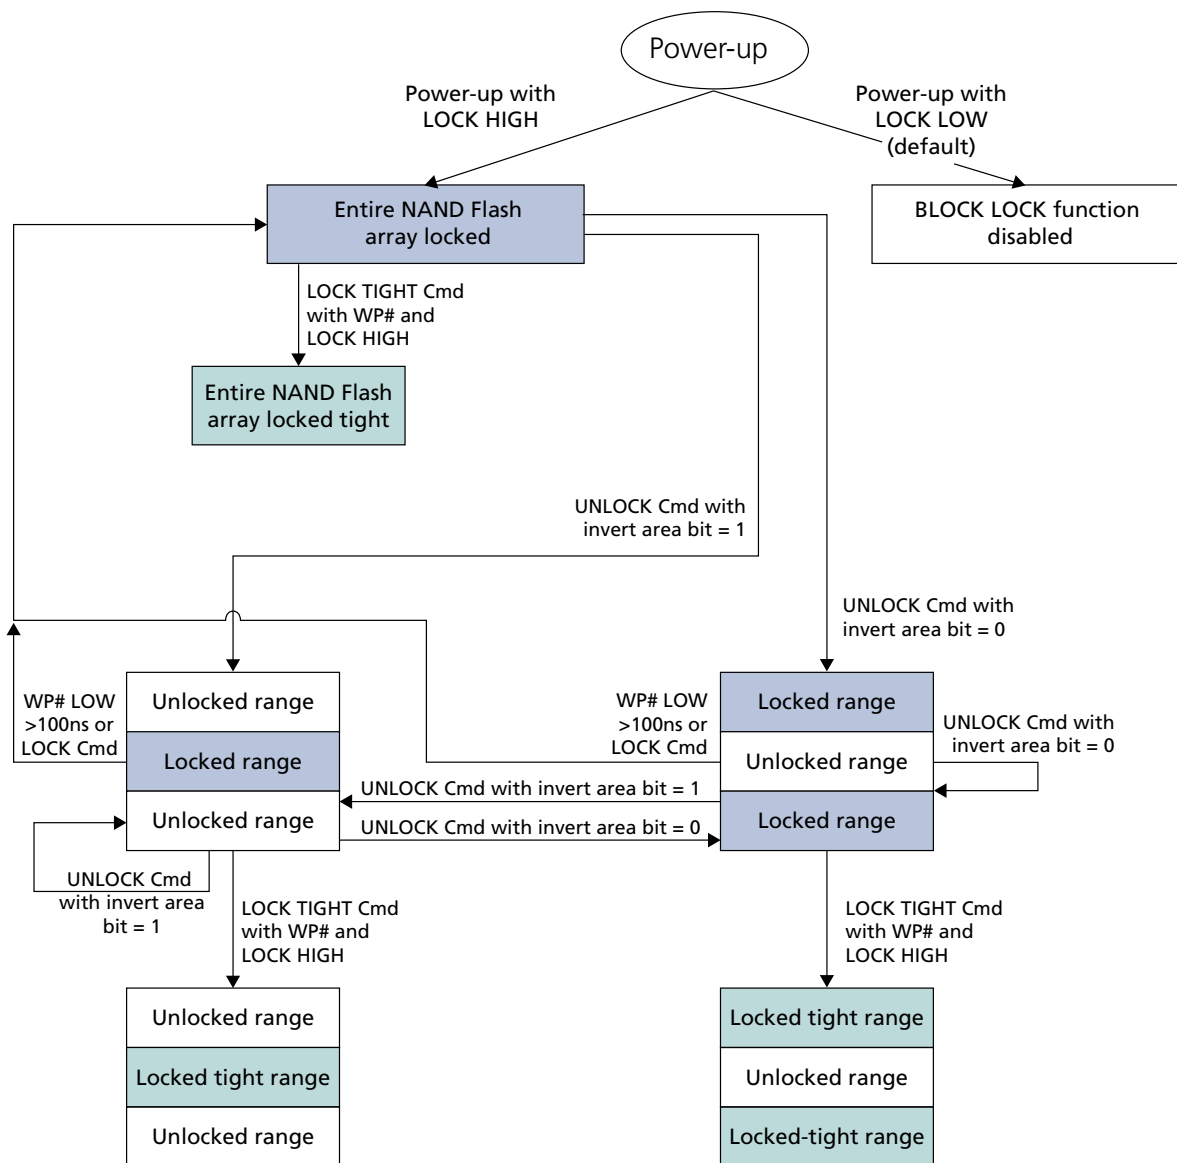 Power-up
Power-up with
LOCK HIGH
Power-up with
LOCK LOW
(default)
Entire NAND Flash
array locked
BLOCK LOCK function
disabled
LOCK TIGHT Cmd
with WP# and
LOCK HIGH
Entire NAND Flash
array locked tight
UNLOCK Cmd with
invert area bit = 1
UNLOCK Cmd with
invert area bit = 0
WP# LOW
>100ns or
LOCK Cmd
Unlocked range
Locked range
Unlocked range
WP# LOW
>100ns or
LOCK Cmd
Locked range
Unlocked range
Locked range
UNLOCK Cmd with
invert area bit = 0
UNLOCK Cmd with invert area bit = 1
UNLOCK Cmd with invert area bit = 0
UNLOCK Cmd
with invert area
bit = 1
LOCK TIGHT Cmd
with WP# and
LOCK HIGH
LOCK TIGHT Cmd
with WP# and
LOCK HIGH
Unlocked range
Locked tight range
Unlocked range
Locked tight range
Unlocked range
Locked-tight range